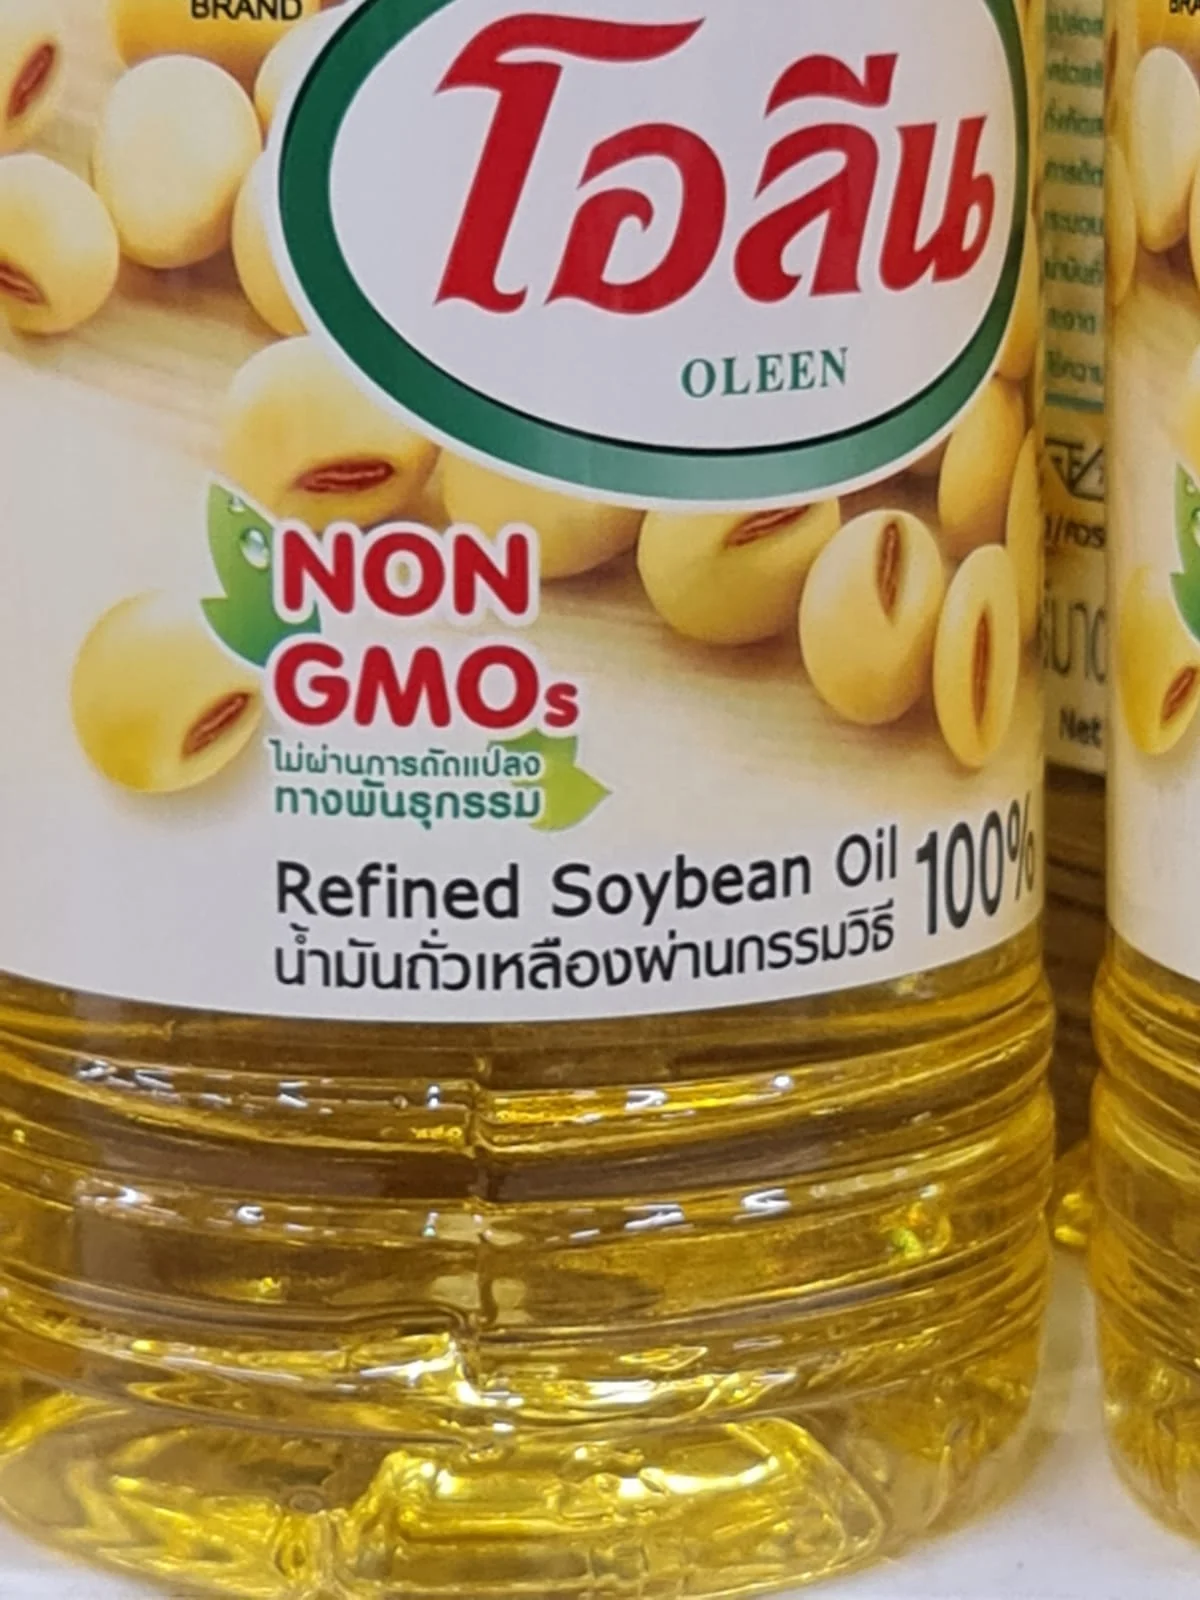 BRAND
โอลีน
OLEEN
NON
GMOs
ไม่ผ่านการดัดแปลง
ทางพันธุกรรม
Refined Soybean Oil 100%
น้ำมันถั่วเหลืองผ่านกรรมวิธี
Net